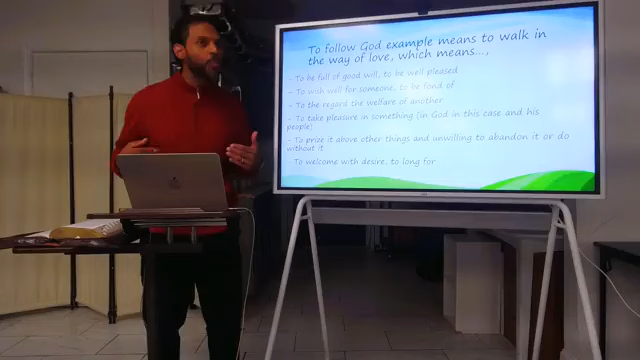 To follow God example means to walk in
the way of love, which means...,
- To be full of good will, to be well pleased
- To wish well for someone, to be fond of
- To the regard the welfare of another
- To take pleasure in something (in God in this case and his
people)
- To prize it above other things and unwilling to abandon it or do
without it
- To welcome with desire, to long for